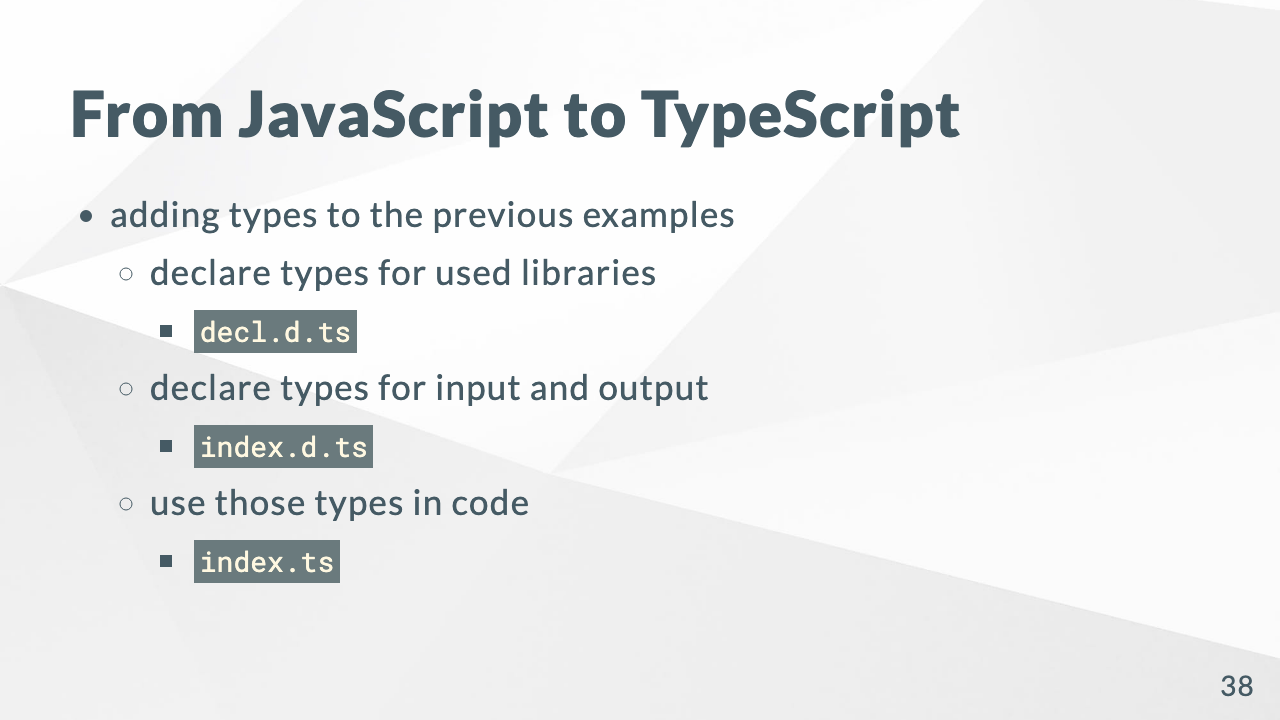 From JavaScript to TypeScript
adding types to the previous examples
declare types for used libraries
decl.d.ts
declare types for input and output
index.d.ts
use those types in code
index.ts
38